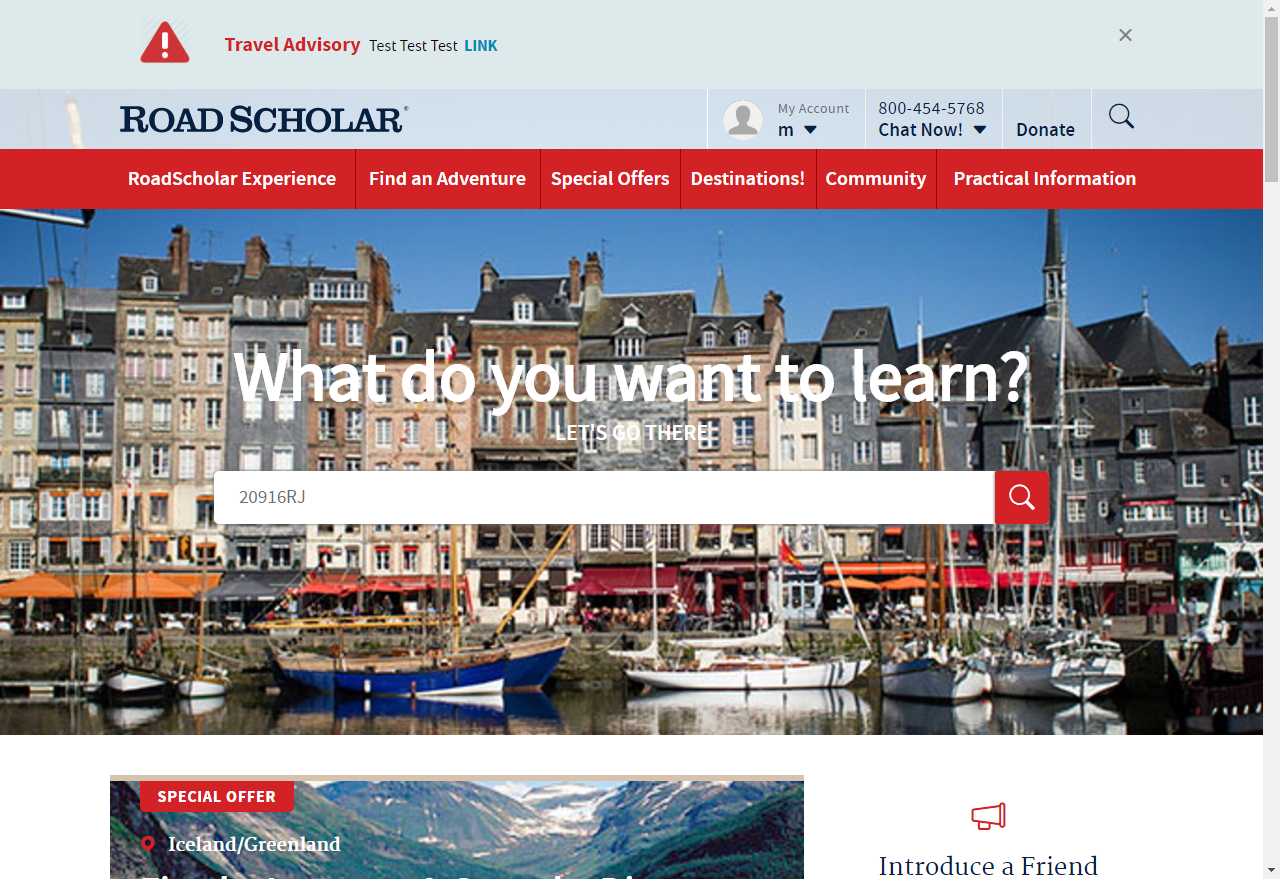 Travel Advisory Test Test Test LINK
ROAD SCHOLAR®
My Account
m
800-454-5768
Chat Now!
Donate
RoadScholar Experience
Find an Adventure
Special Offers
Destinations!
Community
Practical Information
What do you want to learn?
LET'S GO THERE
20916RJ
SPECIAL OFFER
Iceland/Greenland
Introduce a Friend